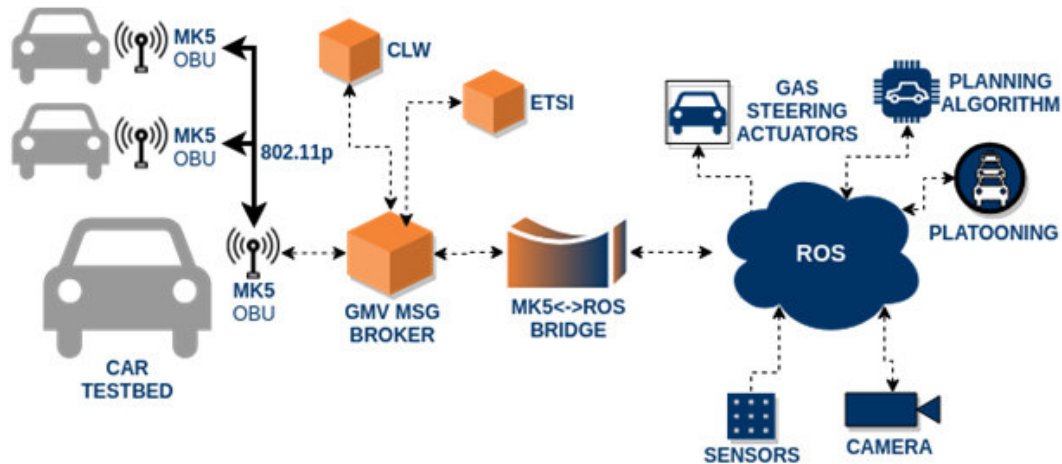 MK5
OBU
MK5
OBU
802.11p
CLW
ETSI
MK5
OBU
CAR
TESTBED
GMV MSG
BROKER
MK5<->ROS
BRIDGE
GAS
STEERING
ACTUATORS
PLANNING
ALGORITHM
PLATOONING
ROS
SENSORS
CAMERA